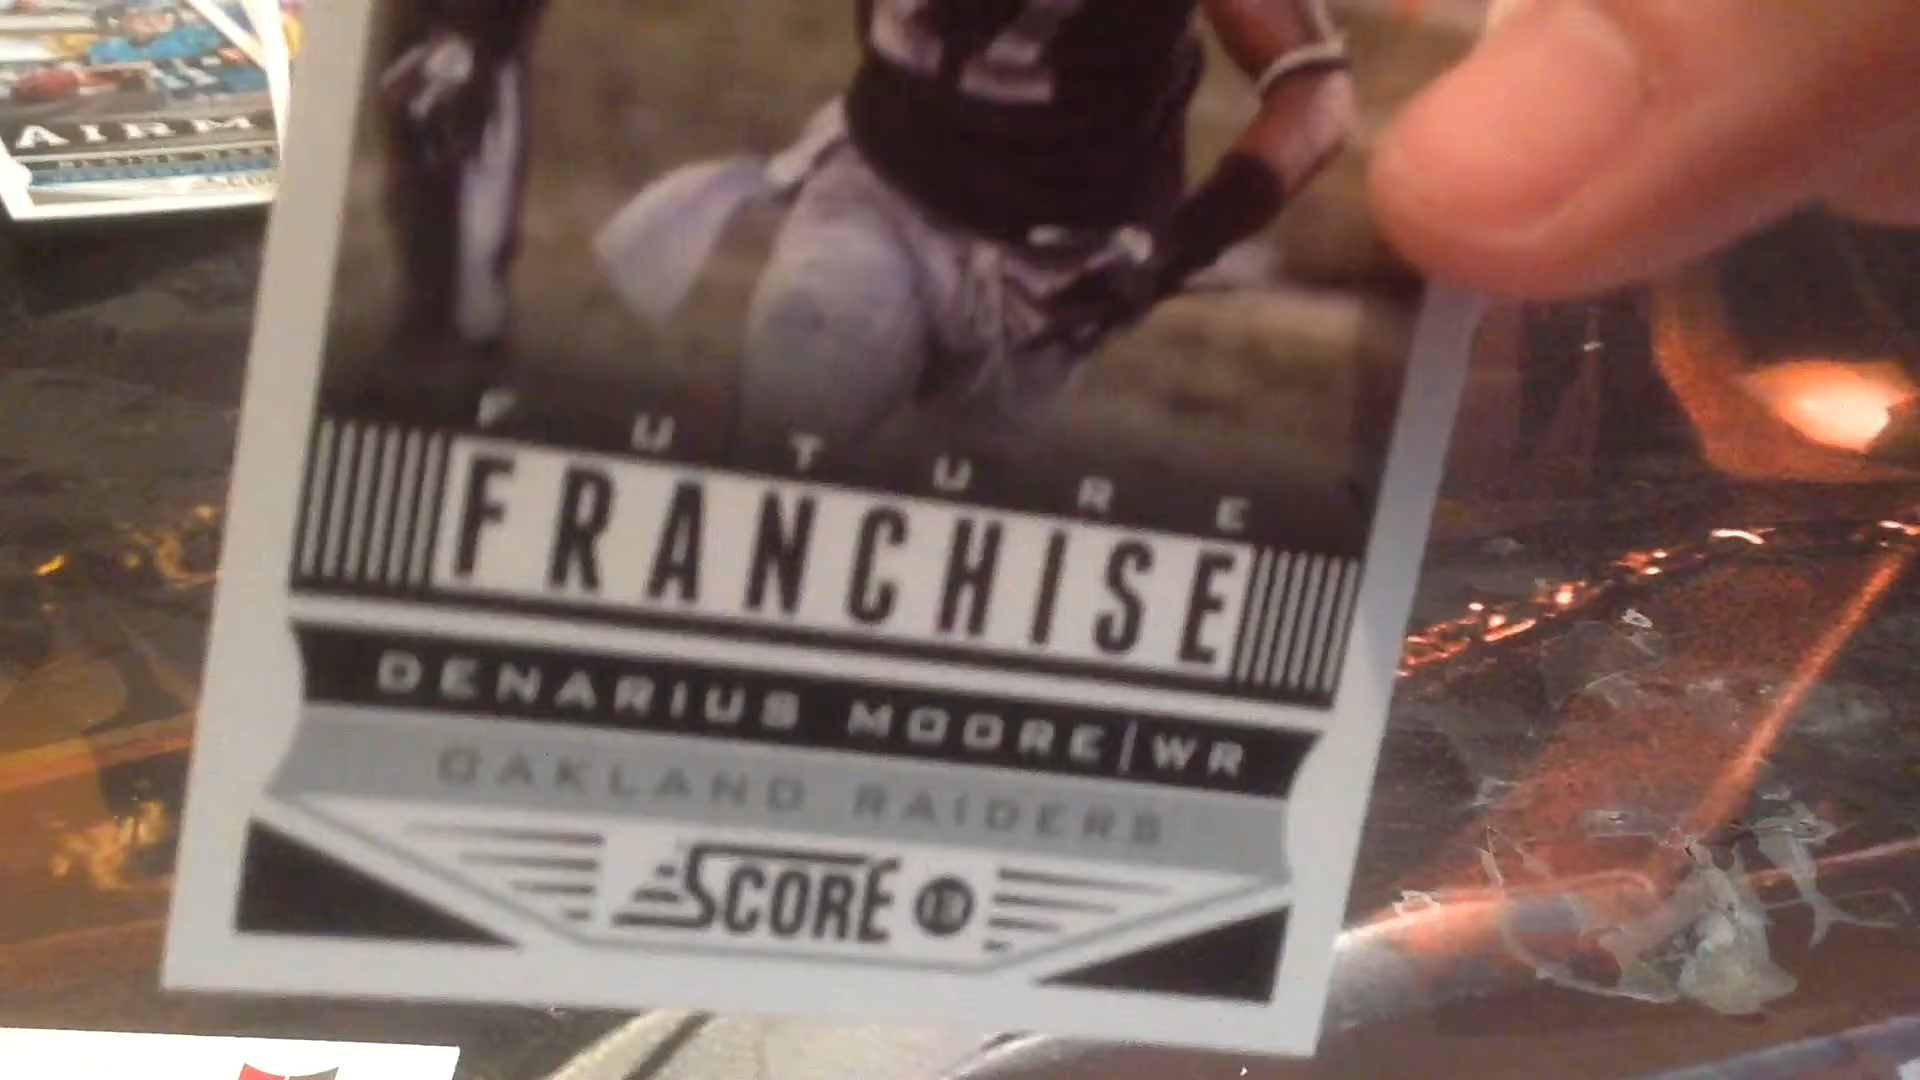 AIRM
FUTURE
FRANCHISE
DENARIUS MOORE | WR
OAKLAND RAIDERS
SCORE